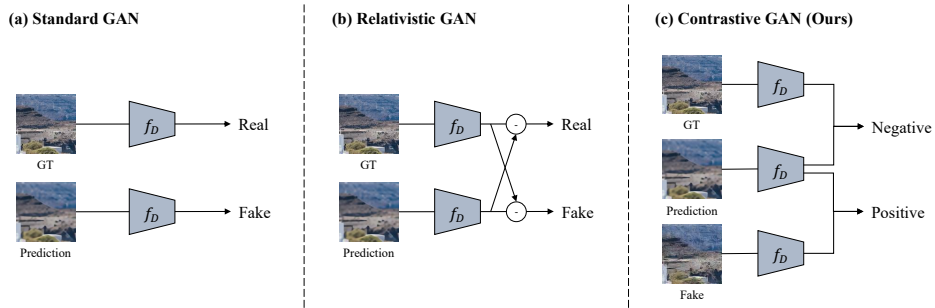 (a) Standard GAN
f_D
Real
GT
f_D
Fake
Prediction
(b) Relativistic GAN
f_D
-
Real
GT
f_D
-
Fake
Prediction
(c) Contrastive GAN (Ours)
f_D
GT
Negative
f_D
Prediction
Positive
f_D
Fake